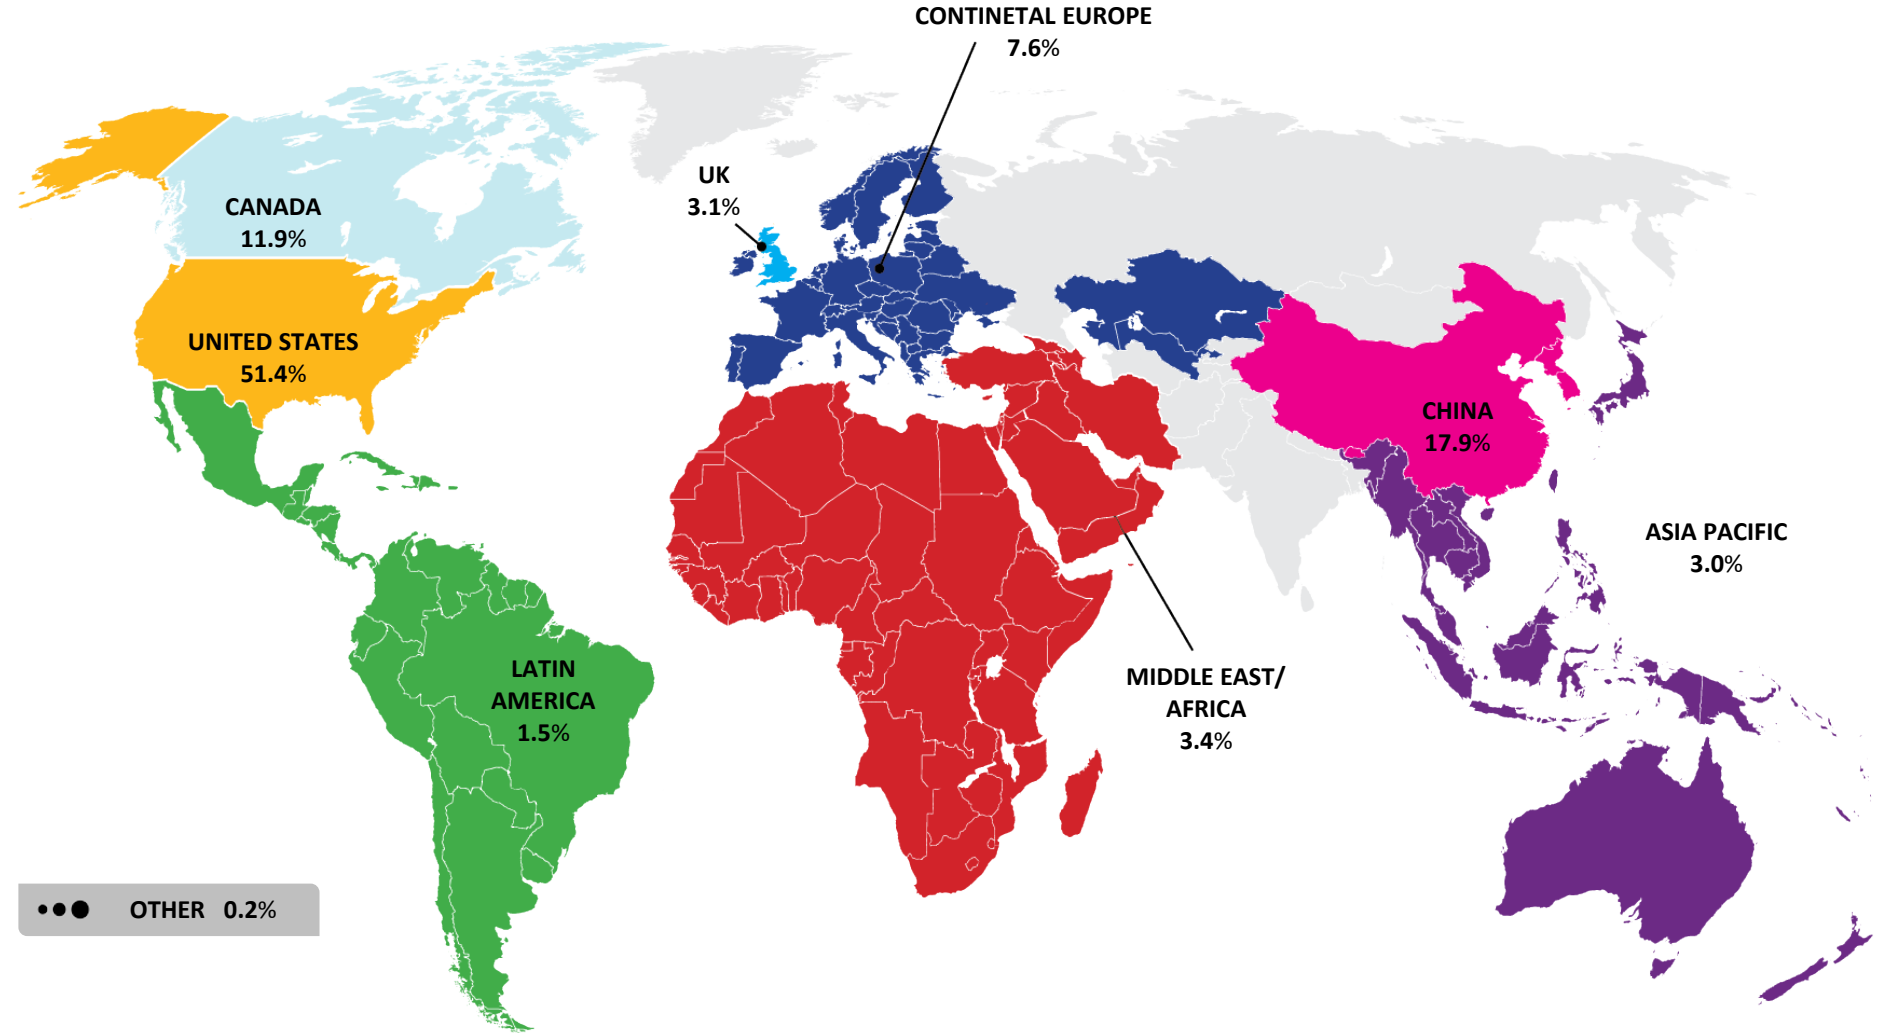 CONTINETAL EUROPE
7.6%
UK
3.1%
CANADA
11.9%
UNITED STATES
51.4%
CHINA
17.9%
ASIA PACIFIC
3.0%
LATIN
AMERICA
1.5%
MIDDLE EAST/
AFRICA
3.4%
OTHER 0.2%